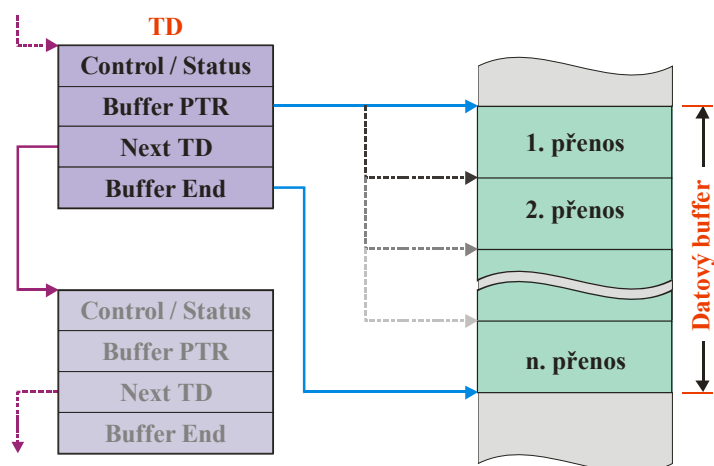 TD
Control / Status
Buffer PTR
Next TD
Buffer End
Control / Status
Buffer PTR
Next TD
Buffer End
1. přenos
2. přenos
n. přenos
Datový buffer